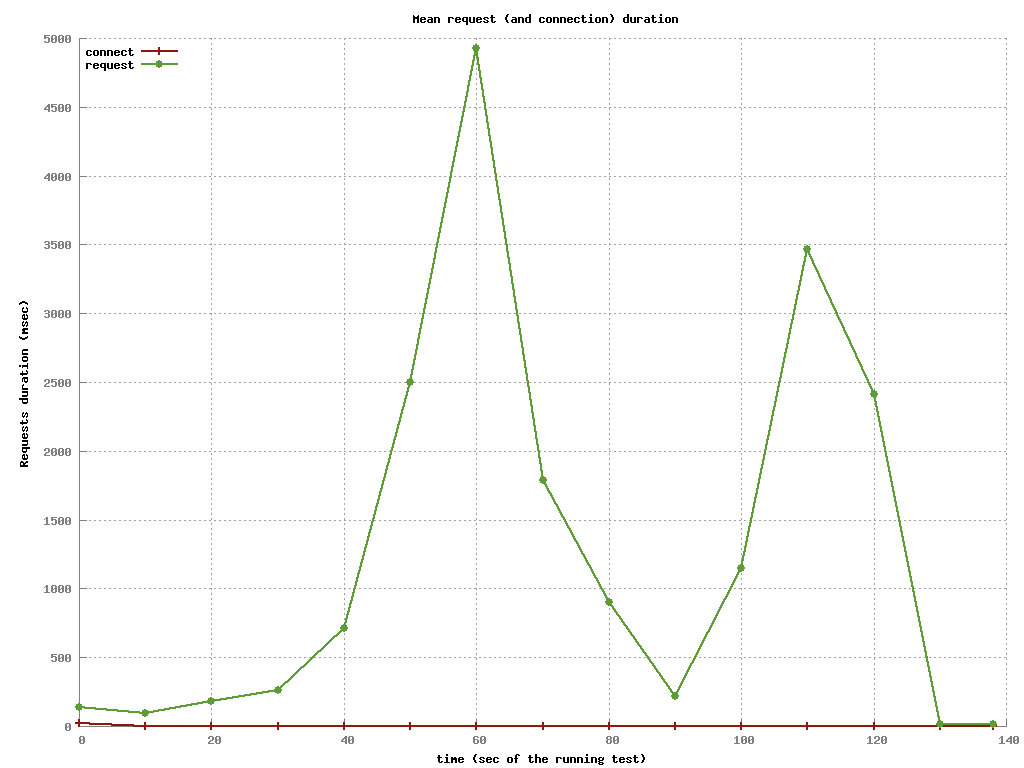 Mean request (and connection) duration
connect
request
5000
4500
4000
3500
3000
2500
2000
1500
1000
500
0
Requests duration (msec)
0 20 40 60 80 100 120 140
time (sec of the running test)